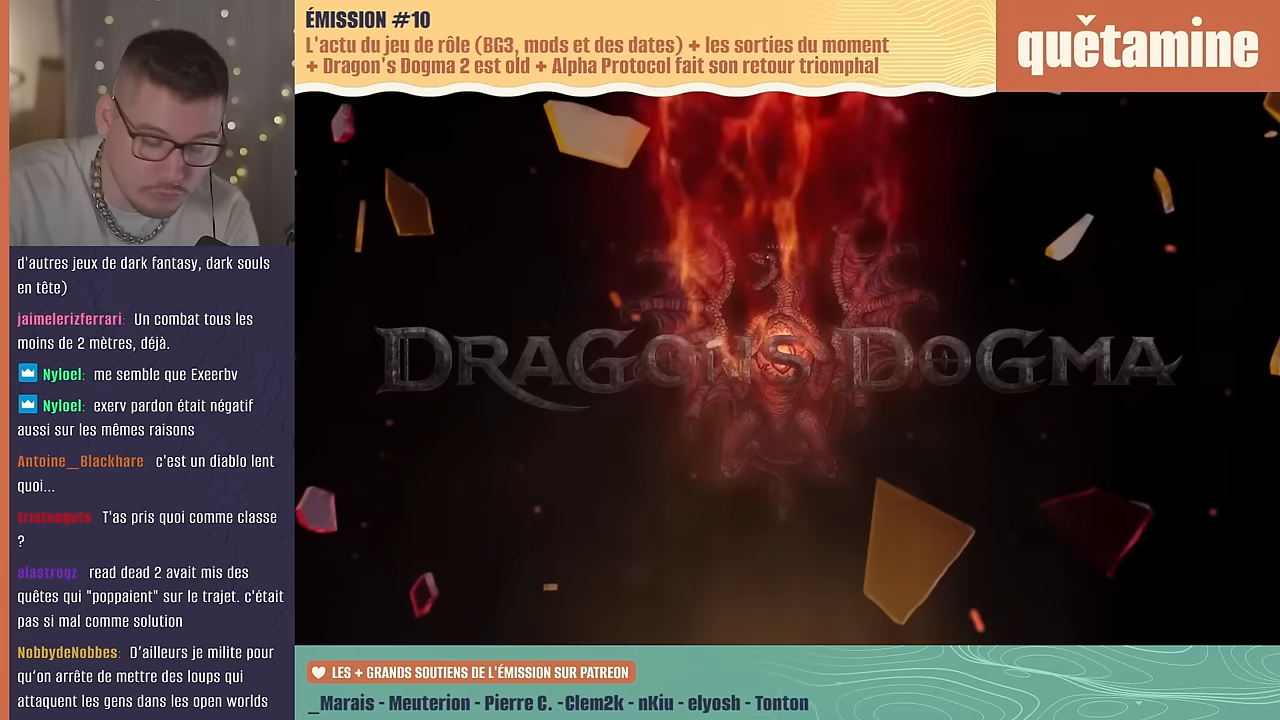 ÉMISSION #10
L'actu du jeu de rôle (BG3, mods et des dates) + les sorties du moment
+ Dragon's Dogma 2 est old + Alpha Protocol fait son retour triomphal
quetamine
d'autres jeux de dark fantasy, dark souls
en tête)
jaimelerizferrari: Un combat tous les
moins de 2 mètres, déjà.
Nyloel: me semble que Exeerbv
Nyloel: exerv pardon était négatif
aussi sur les mêmes raisons
Antoine_Blackhare: c'est un diablo lent
quoi...
T'as pris quoi comme classe
?
alastroqz read dead 2 avait mis des
quêtes qui "poppaient" sur le trajet. c'était
pas si mal comme solution
NobbydeNobbes: D'ailleurs je milite pour
qu'on arrête de mettre des loups qui
attaquent les gens dans les open worlds
DRAGON'S DOGMA
LES + GRANDS SOUTIENS DE L'ÉMISSION SUR PATREON
_Marais - Meuterion - Pierre C. -Clem2k - nKiu - elyosh - Tonton